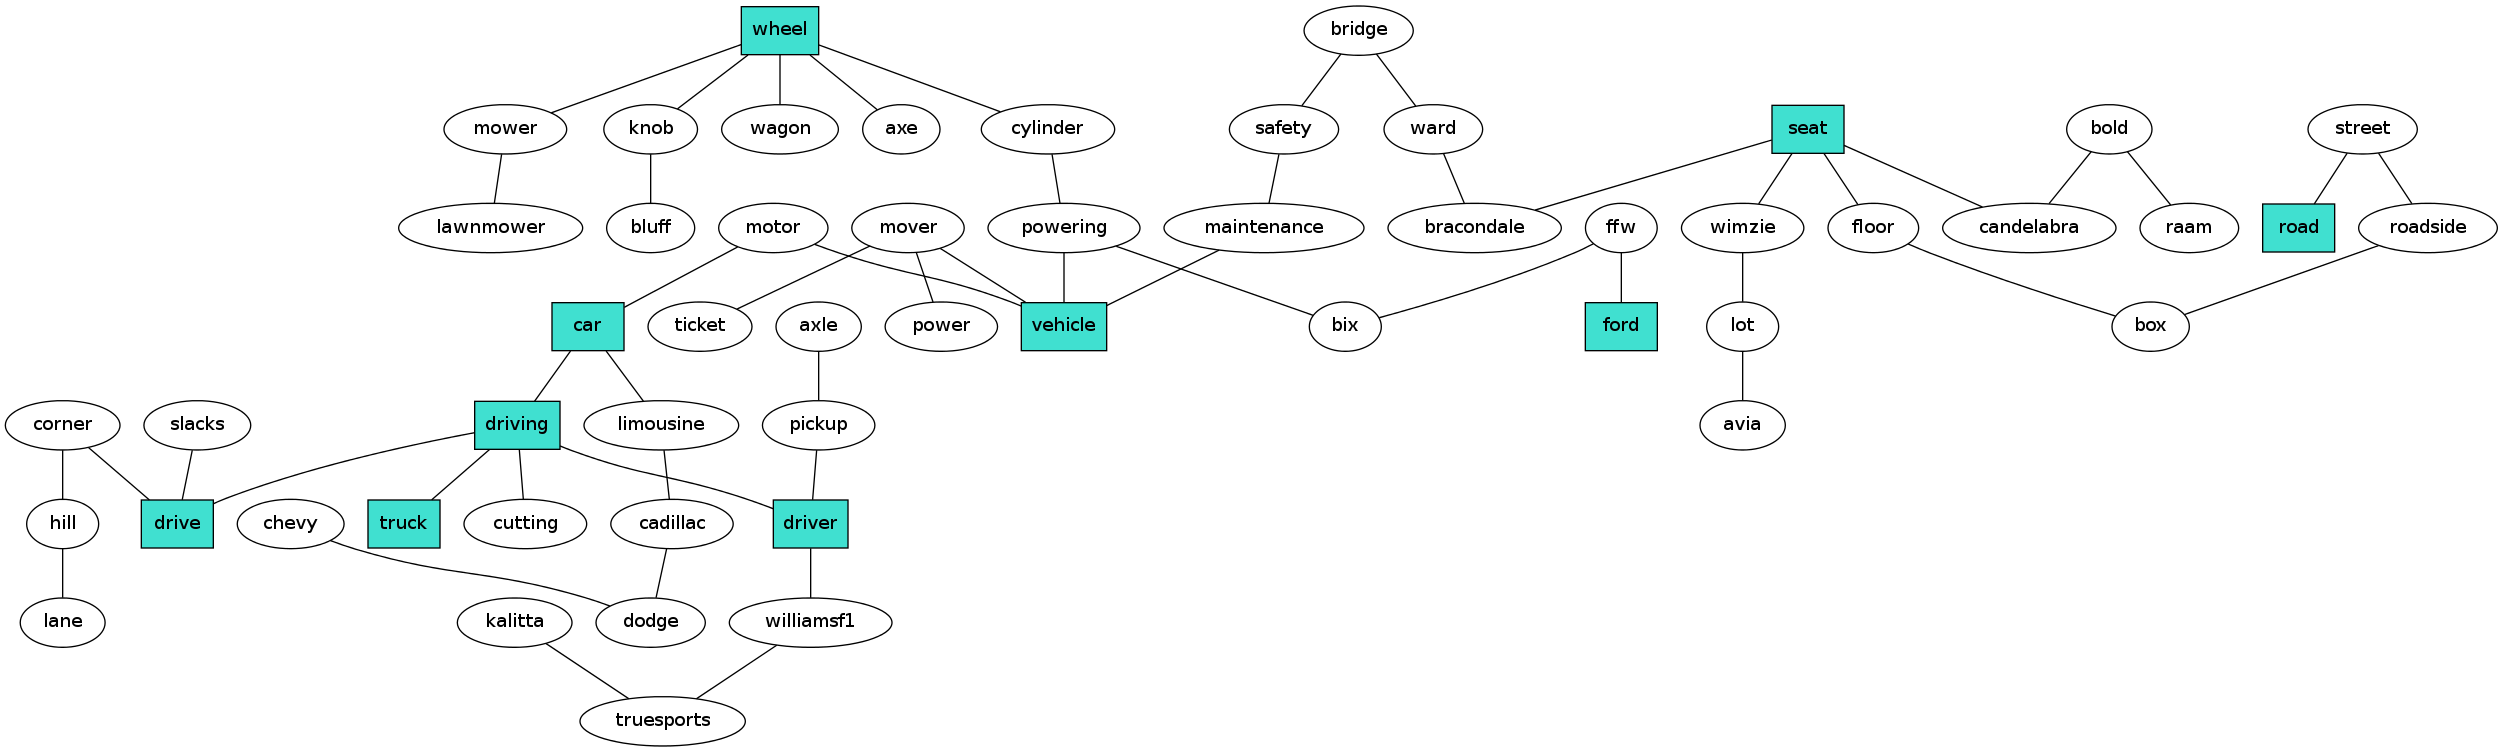 wheel
bridge
mower
knob
wagon
axe
cylinder
safety
ward
seat
bold
street
lawnmower
bluff
motor
mover
powering
maintenance
bracondale
ffw
wimzie
floor
candelabra
raam
road
roadside
car
ticket
axle
power
vehicle
bix
ford
lot
box
corner
slacks
driving
limousine
pickup
avia
hill
drive
chevy
truck
cutting
cadillac
driver
lane
kalitta
dodge
williamsf1
truesports